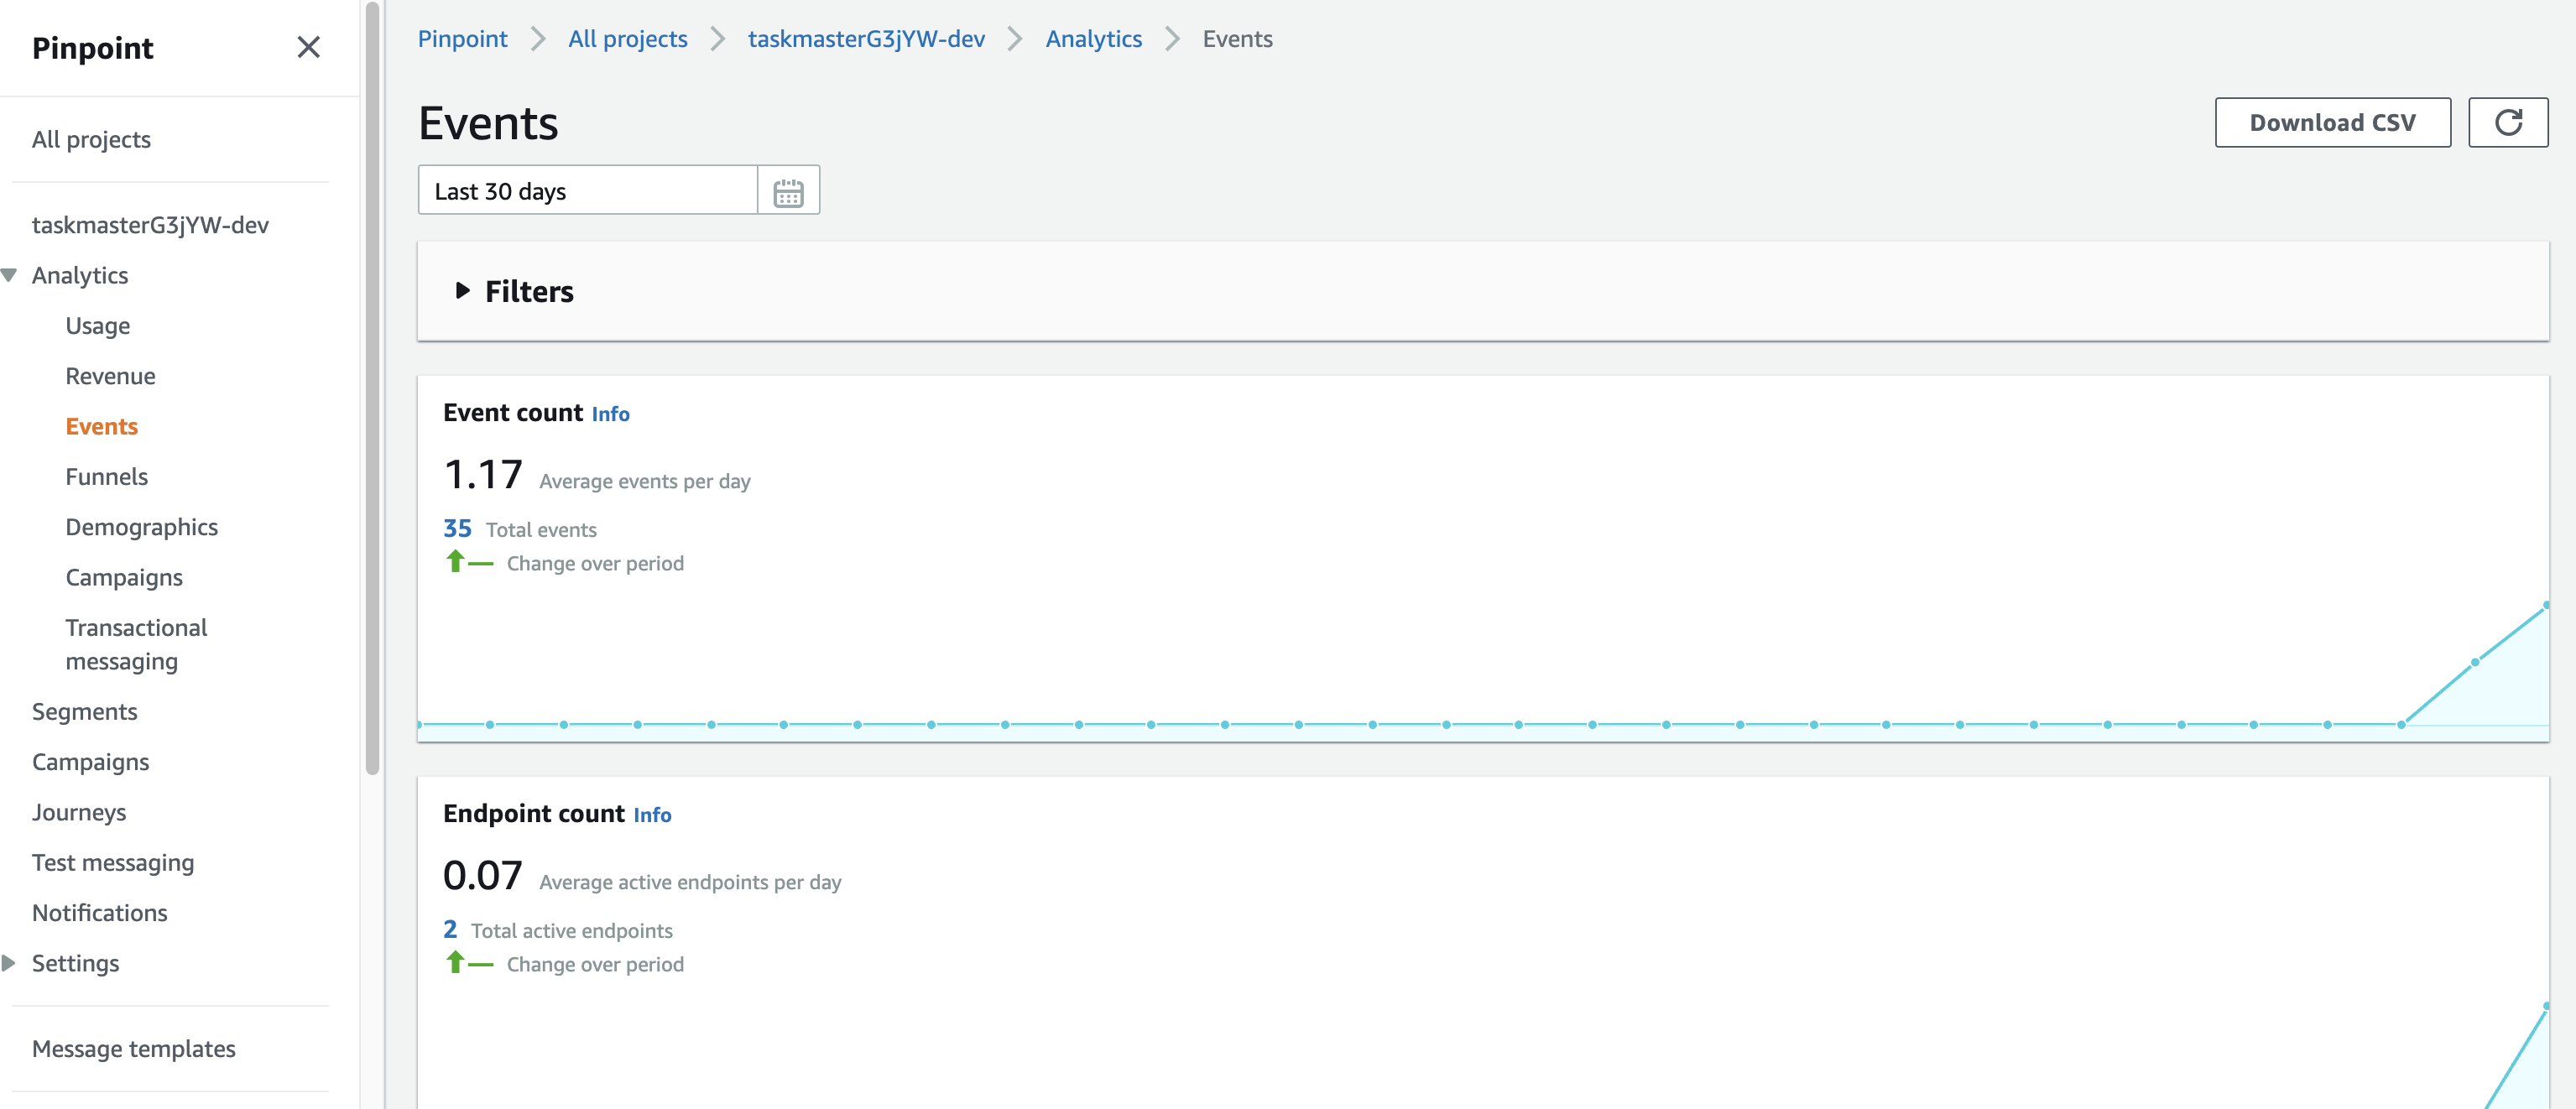 Pinpoint
All projects
taskmasterG3jYW-dev
Analytics
Usage
Revenue
Events
Funnels
Demographics
Campaigns
Transactional
messaging
Segments
Campaigns
Journeys
Test messaging
Notifications
Settings
Message templates
Pinpoint All projects taskmasterG3jYW-dev Analytics Events
Events
Download CSV
Last 30 days
Filters
Event count Info
1.17 Average events per day
35 Total events
Change over period
Endpoint count Info
0.07 Average active endpoints per day
2 Total active endpoints
Change over period